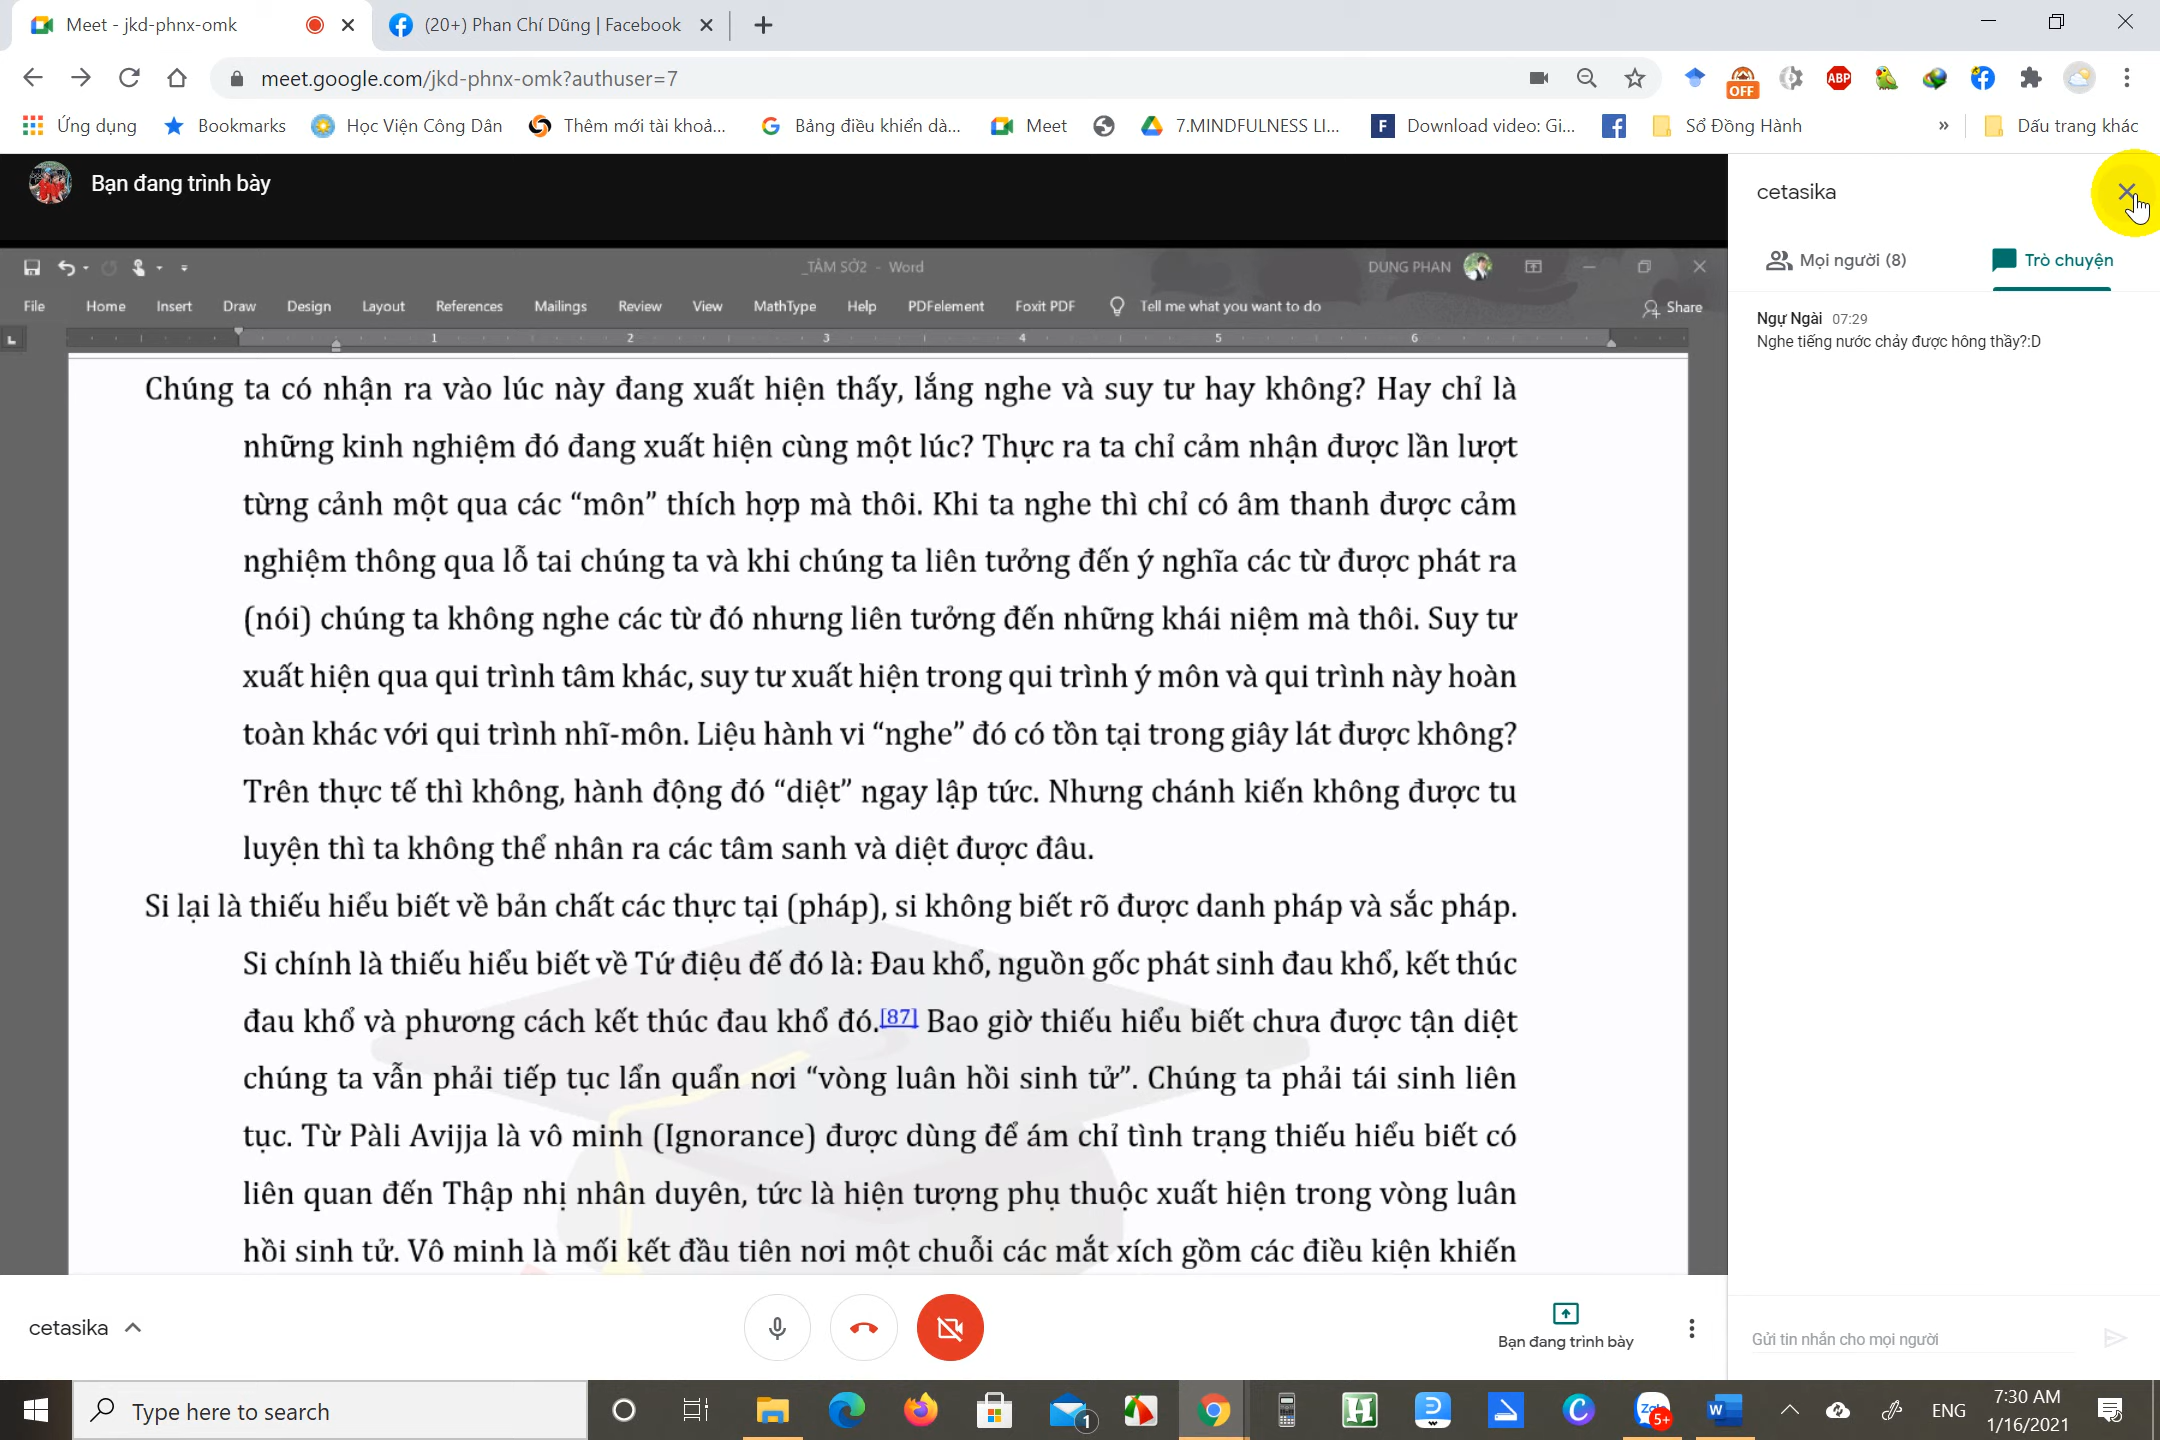 Meet - jkd-phnx-omk
(20+) Phan Chí Dũng | Facebook
meet.google.com/jkd-phnx-omk?authuser=7
OFF
ABP
Ứng dụng
Bookmarks
Học Viện Công Dân
Thêm mới tài khoả...
Bảng điều khiển dà...
Meet
7.MINDFULNESS LI...
Download video: Gi...
Sổ Đồng Hành
»
Dấu trang khác
Bạn đang trình bày
_TÂM SỞ2 - Word
DUNG PHAN
File Home Insert Draw Design Layout References Mailings Review View MathType Help PDFelement Foxit PDF Tell me what you want to do Share
1 2 3 4 5 6
Chúng ta có nhận ra vào lúc này đang xuất hiện thấy, lắng nghe và suy tư hay không? Hay chỉ là
những kinh nghiệm đó đang xuất hiện cùng một lúc? Thực ra ta chỉ cảm nhận được lần lượt
từng cảnh một qua các “môn” thích hợp mà thôi. Khi ta nghe thì chỉ có âm thanh được cảm
nghiệm thông qua lỗ tai chúng ta và khi chúng ta liên tưởng đến ý nghĩa các từ được phát ra
(nói) chúng ta không nghe các từ đó nhưng liên tưởng đến những khái niệm mà thôi. Suy tư
xuất hiện qua qui trình tâm khác, suy tư xuất hiện trong qui trình ý môn và qui trình này hoàn
toàn khác với qui trình nhĩ-môn. Liệu hành vi “nghe” đó có tồn tại trong giây lát được không?
Trên thực tế thì không, hành động đó “diệt” ngay lập tức. Nhưng chánh kiến không được tu
luyện thì ta không thể nhân ra các tâm sanh và diệt được đâu.
Si lại là thiếu hiểu biết về bản chất các thực tại (pháp), si không biết rõ được danh pháp và sắc pháp.
Si chính là thiếu hiểu biết về Tứ điệu đế đó là: Đau khổ, nguồn gốc phát sinh đau khổ, kết thúc
đau khổ và phương cách kết thúc đau khổ đó.[87] Bao giờ thiếu hiểu biết chưa được tận diệt
chúng ta vẫn phải tiếp tục lẩn quẩn nơi “vòng luân hồi sinh tử”. Chúng ta phải tái sinh liên
tục. Từ Pàli Avijja là vô minh (Ignorance) được dùng để ám chỉ tình trạng thiếu hiểu biết có
liên quan đến Thập nhị nhân duyên, tức là hiện tượng phụ thuộc xuất hiện trong vòng luân
hồi sinh tử. Vô minh là mối kết đầu tiên nơi một chuỗi các mắt xích gồm các điều kiện khiến
cetasika
Mọi người (8)
Trò chuyện
Ngự Ngài 07:29
Nghe tiếng nước chảy được hông thầy?:D
Gửi tin nhắn cho mọi người
cetasika
Bạn đang trình bày
Type here to search
1
Zalo
5+
ENG
7:30 AM
1/16/2021